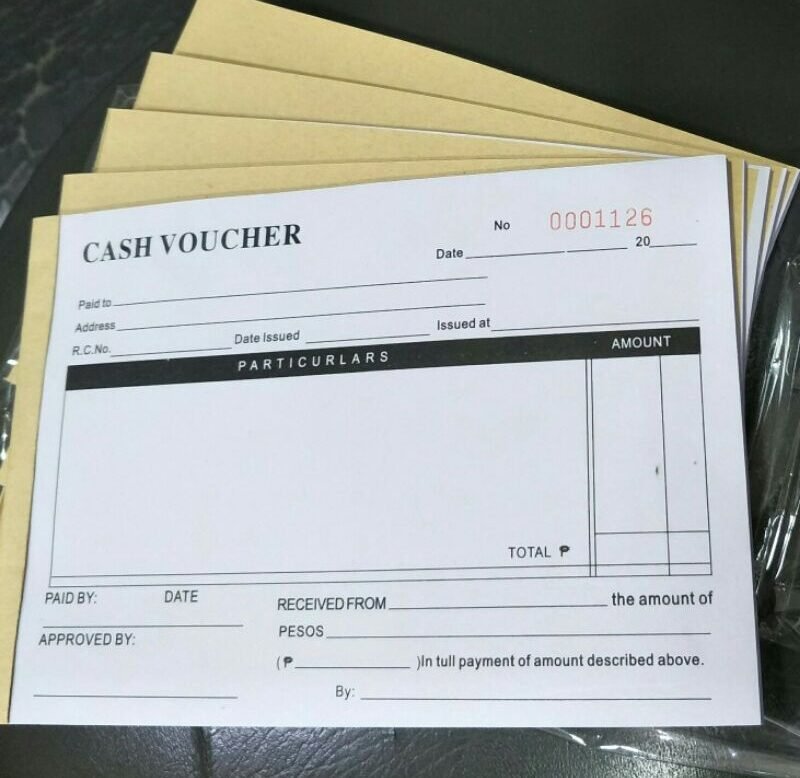 CASH VOUCHER
No 0001126
Date 20
Paid to
Address
R.C.No. Date Issued Issued at
PARTICURLARS AMOUNT
TOTAL ₱
PAID BY: DATE
RECEIVED FROM the amount of
PESOS
APPROVED BY:
(₱ )In tull payment of amount described above.
By: